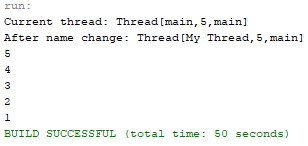 run:
Current thread: Thread[main,5,main]
After name change: Thread[My Thread,5,main]
5
4
3
2
1
BUILD SUCCESSFUL (total time: 50 seconds)